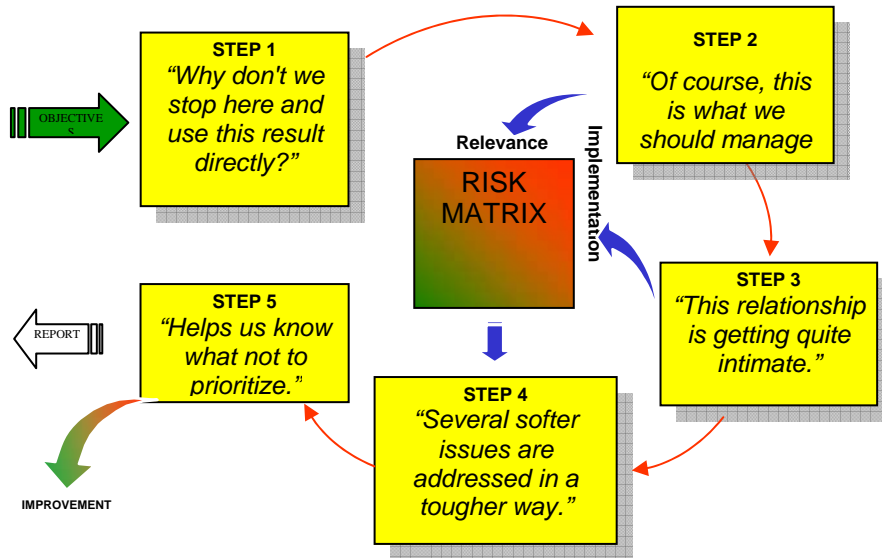 OBJECTIVE
S
STEP 1
“Why don't we
stop here and
use this result
directly?”
STEP 2
“Of course, this
is what we
should manage
Relevance
Implementation
RISK
MATRIX
STEP 3
“This relationship
is getting quite
intimate.”
STEP 4
“Several softer
issues are
addressed in a
tougher way.”
STEP 5
“Helps us know
what not to
prioritize.”
REPORT
IMPROVEMENT